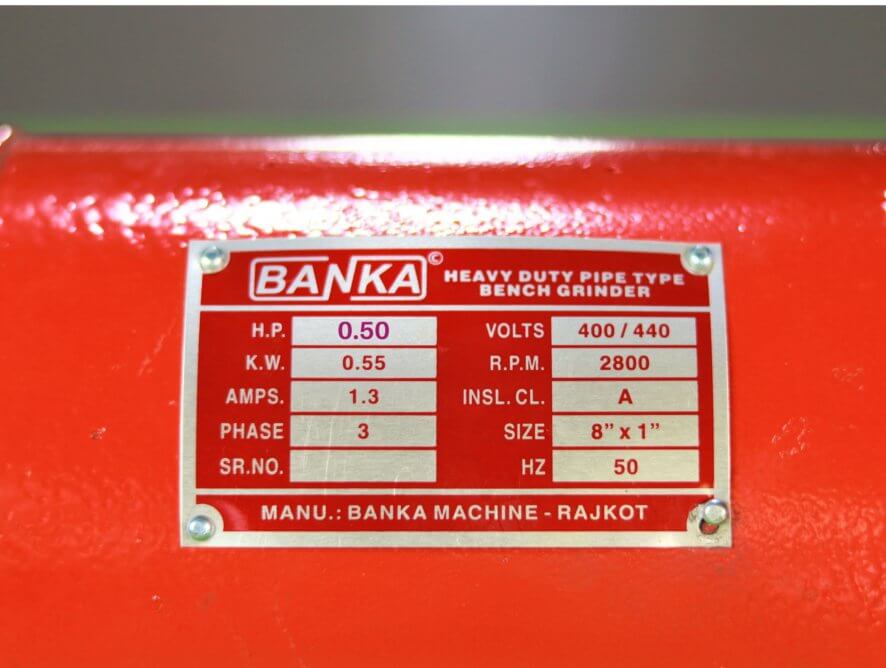 BANKA © HEAVY DUTY PIPE TYPE
BENCH GRINDER
H.P. 0.50 VOLTS 400 / 440
K.W. 0.55 R.P.M. 2800
AMPS. 1.3 INSL. CL. A
PHASE 3 SIZE 8” x 1”
SR.NO. HZ 50
MANU.: BANKA MACHINE - RAJKOT